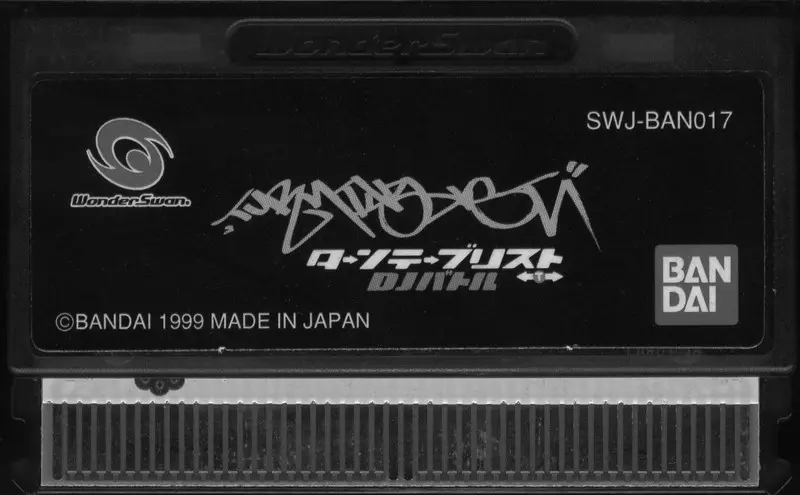 WonderSwan
SWJ-BAN017
WonderSwan
ターンテーブリスト
DJバトル
BAN
DAI
©BANDAI 1999 MADE IN JAPAN